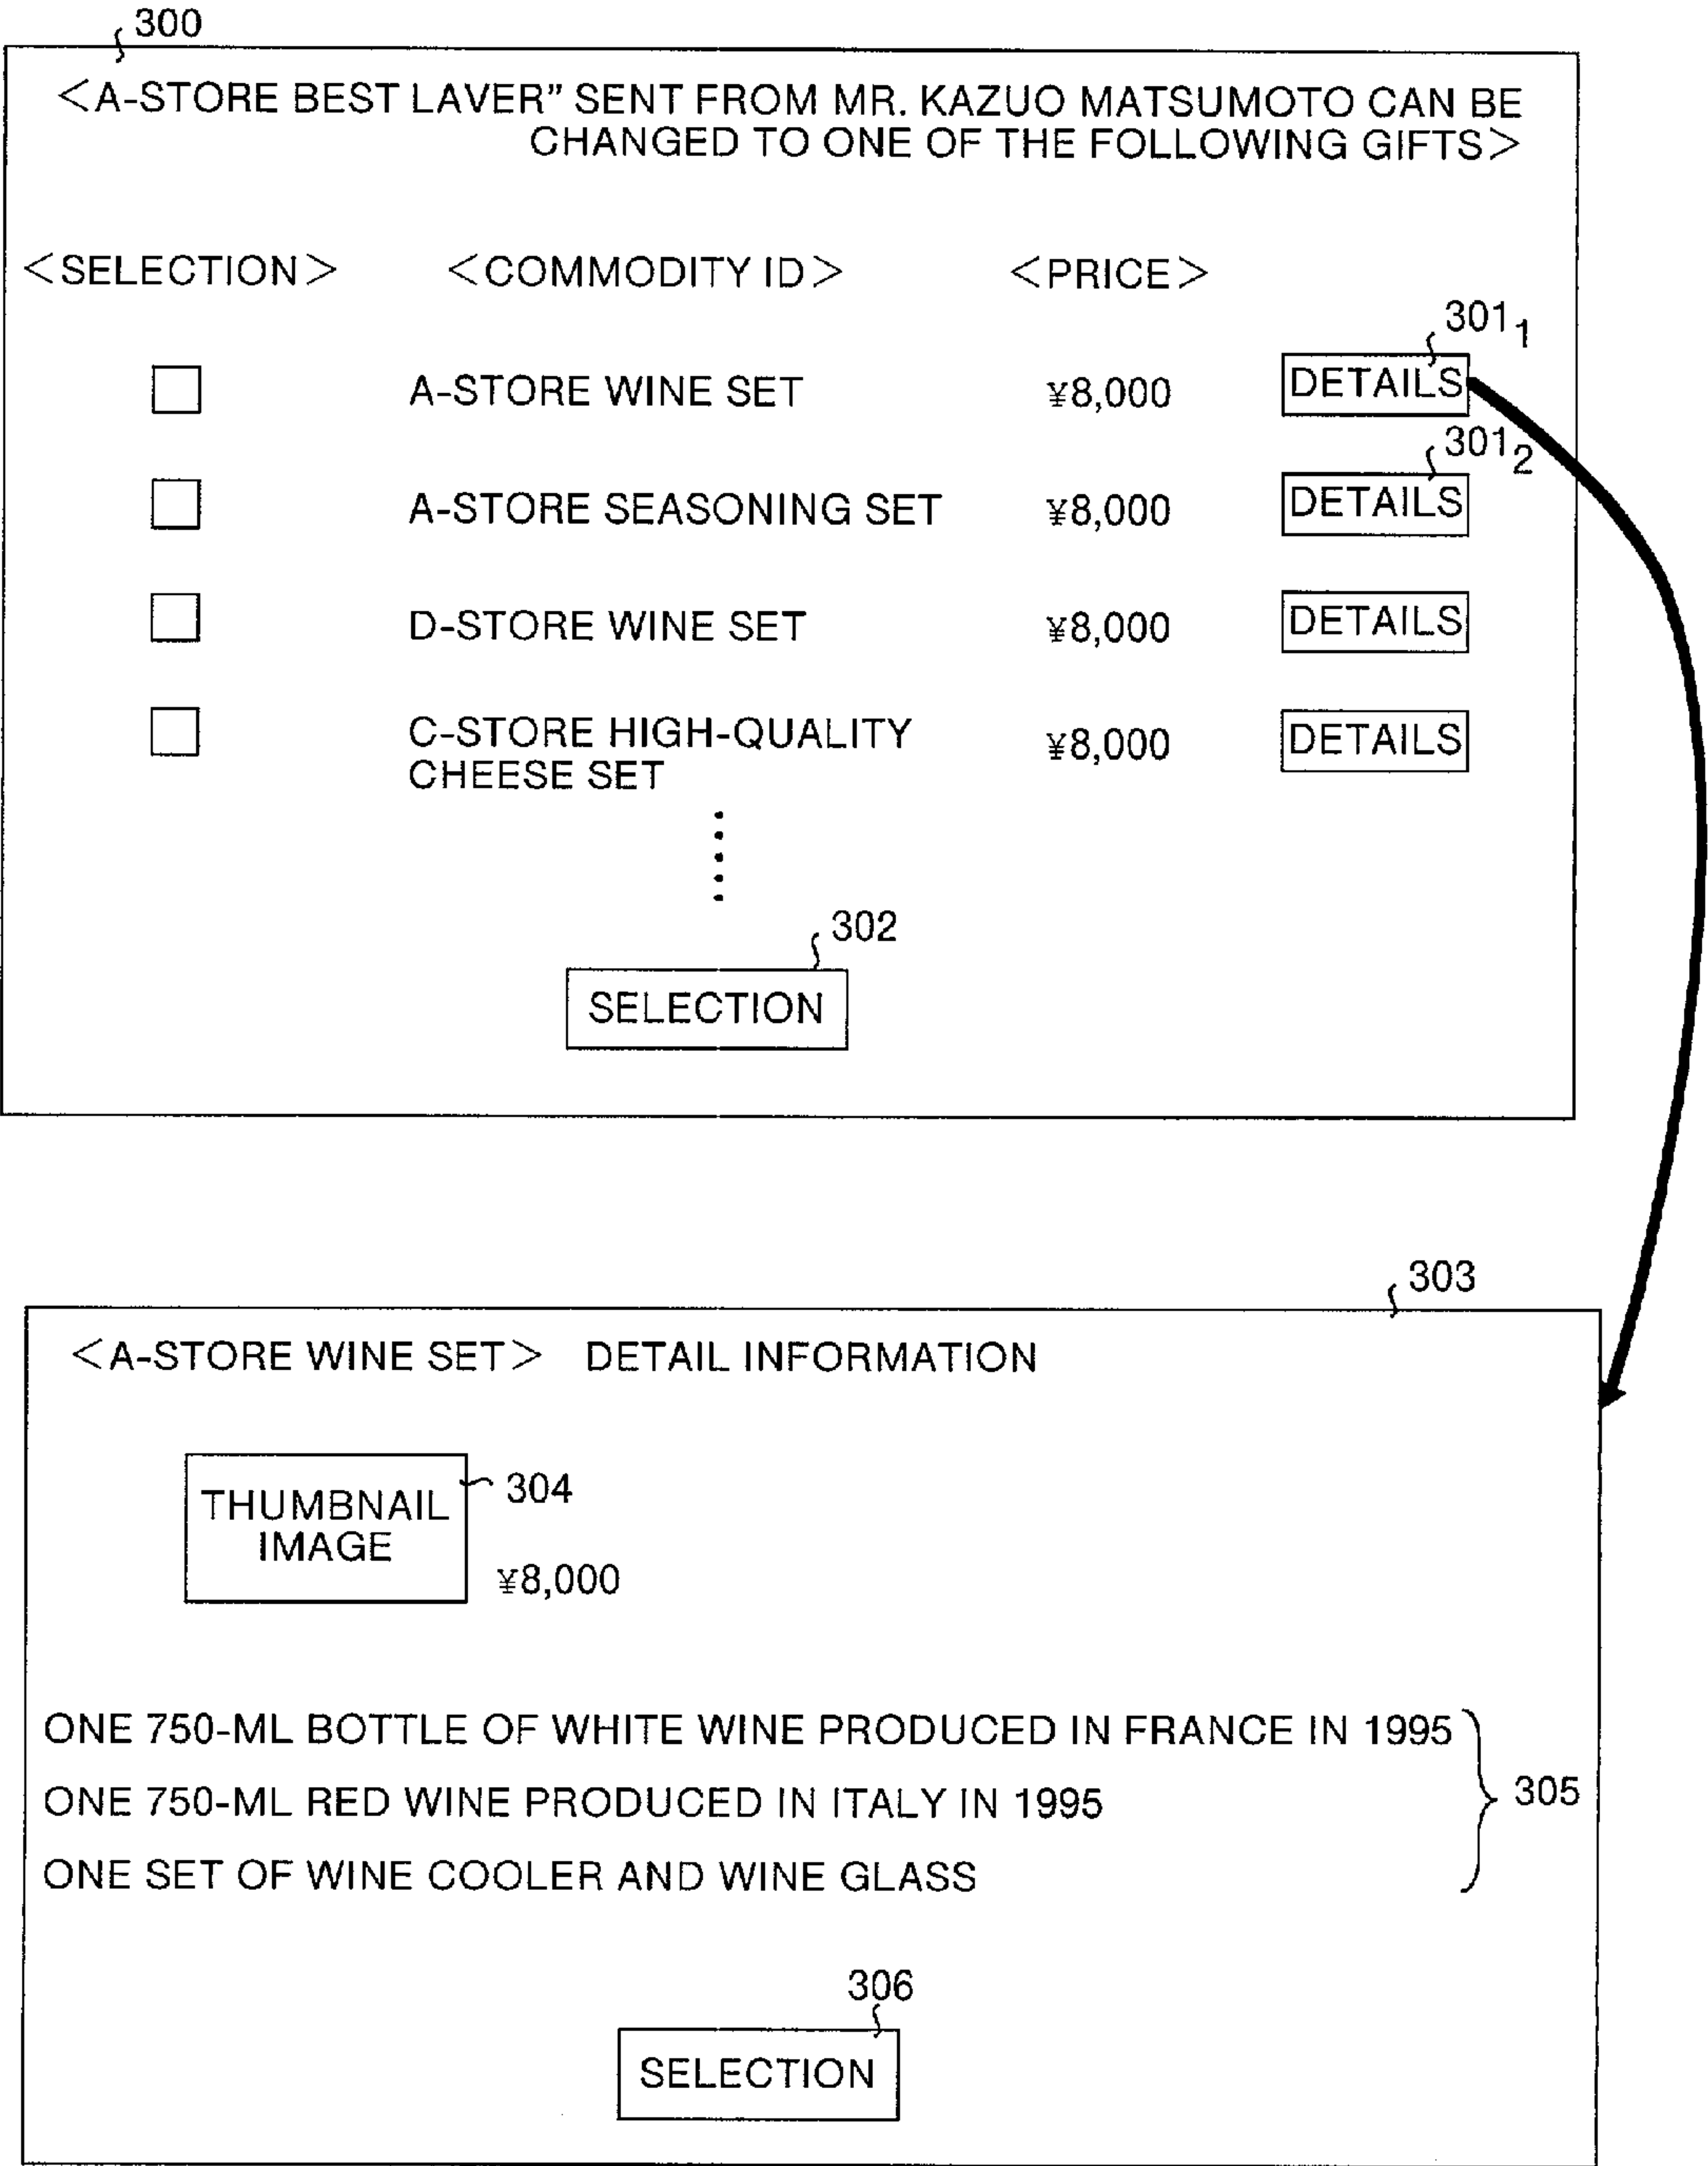 300
<A-STORE BEST LAVER” SENT FROM MR. KAZUO MATSUMOTO CAN BE
CHANGED TO ONE OF THE FOLLOWING GIFTS>
<SELECTION> <COMMODITY ID> <PRICE>
301₁
A-STORE WINE SET ¥8,000 DETAILS
301₂
A-STORE SEASONING SET ¥8,000 DETAILS
D-STORE WINE SET ¥8,000 DETAILS
C-STORE HIGH-QUALITY ¥8,000 DETAILS
CHEESE SET
302
SELECTION
303
<A-STORE WINE SET> DETAIL INFORMATION
304
THUMBNAIL
IMAGE
¥8,000
ONE 750-ML BOTTLE OF WHITE WINE PRODUCED IN FRANCE IN 1995
ONE 750-ML RED WINE PRODUCED IN ITALY IN 1995
305
ONE SET OF WINE COOLER AND WINE GLASS
306
SELECTION